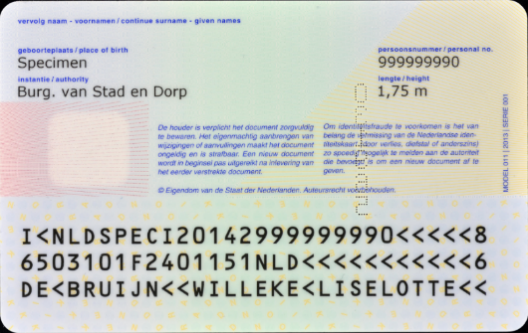 vervolg naam - voornamen / continue surname - given names
geboorteplaats / place of birth
Specimen
persoonsnummer / personal no.
999999990
instantie / authority
Burg. van Stad en Dorp
lengte / height
1,75 m
De houder is verplicht het document zorgvuldig
te bewaren. Het eigenmachtig aanbrengen van
wijzigingen of aanvullingen maakt het document
ongeldig en is strafbaar. Een nieuw document
wordt in beginsel pas uitgereikt na inlevering van
het eerder verstrekte document.
Om identiteitsfraude te voorkomen is het van
belang de vermissing van de Nederlandse iden-
titeitskaart (door verlies, diefstal of anderszins)
zo spoedig mogelijk te melden aan de autoriteit
die bevoegd is om een nieuw document af te
geven.
© Eigendom van de Staat der Nederlanden. Auteursrecht voorbehouden.
MODEL 011 | 2013 | SERIE 001
I<NLDSPECI20142999999990<<<<<8
6503101F2401151NLD<<<<<<<<<<<6
DE<BRUIJN<<WILLEKE<LISELOTTE<<